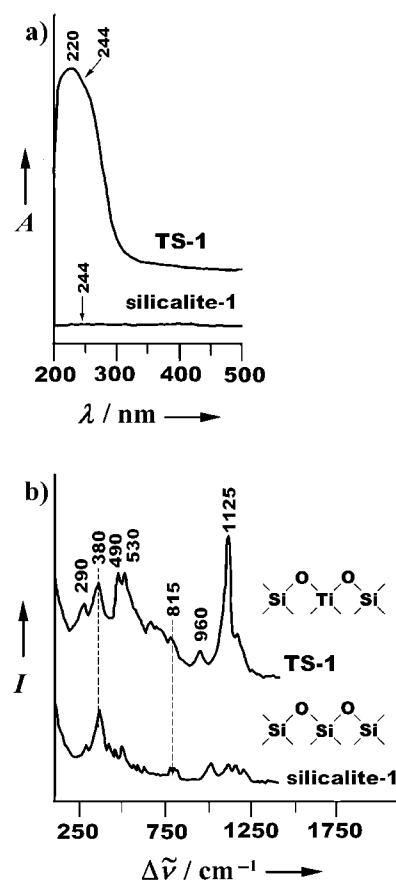 a)
220
244
A
TS-1
244
silicalite-1
200 300 400 500
λ / nm
b)
290
380
490
530
815
960
1125
O O
Si Ti Si
TS-1
I
O O
Si Si Si
silicalite-1
250 750 1250 1750
Δν̃ / cm⁻¹